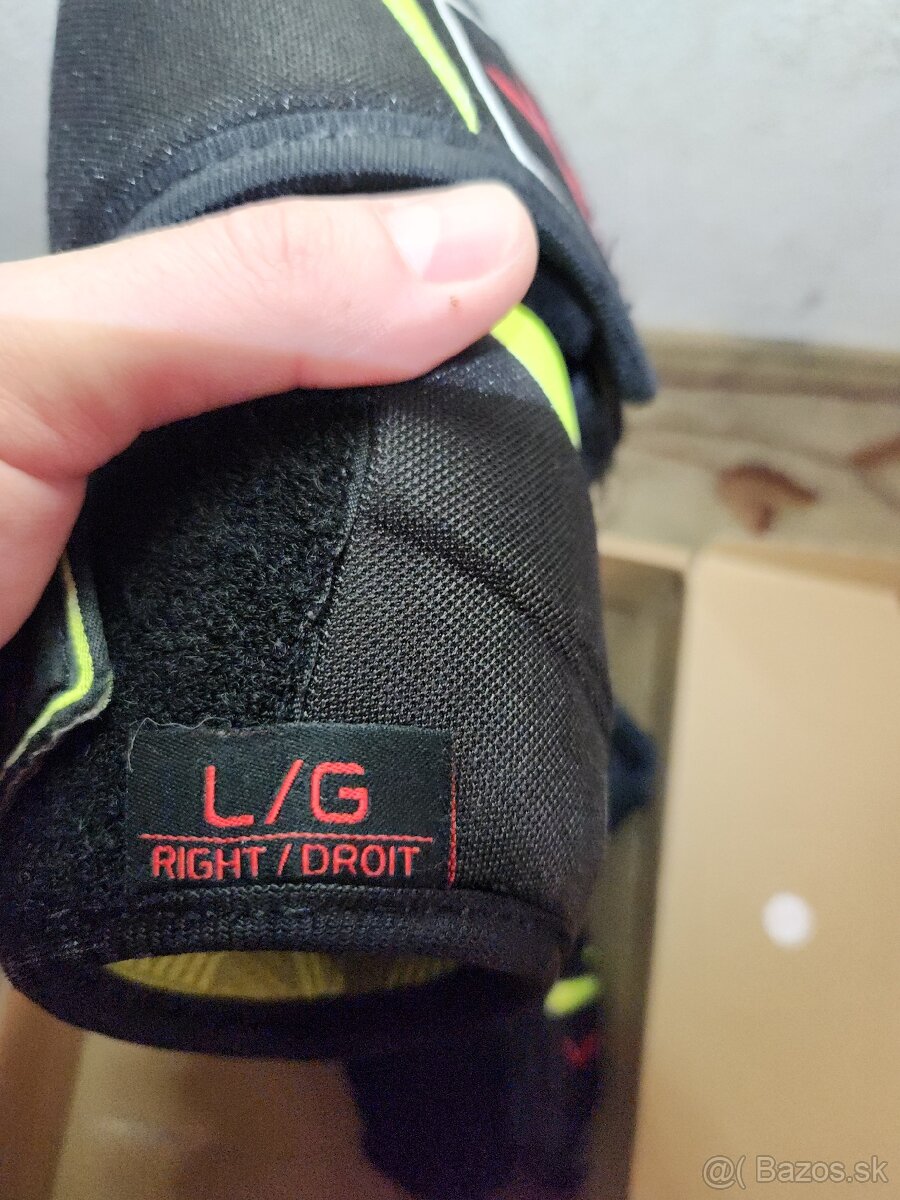 L/G
RIGHT / DROIT
@( Bazos.sk